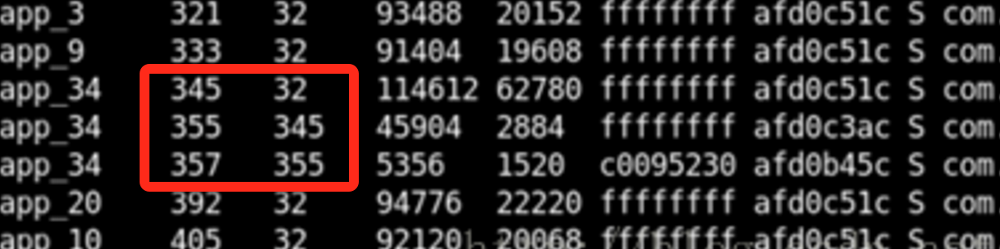 app_3 321 32 93488 20152 ffffffff afd0c51c S com.
app_9 333 32 91404 19608 ffffffff afd0c51c S com.
app_34 345 32 114612 62780 ffffffff afd0c51c S com.
app_34 355 345 45904 2884 ffffffff afd0c3ac S com.
app_34 357 355 5356 1520 c0095230 afd0b45c S com.
app_20 392 32 94776 22220 ffffffff afd0c51c S com.
app_10 405 32 92120 20068 ffffffff afd0c51c S com.